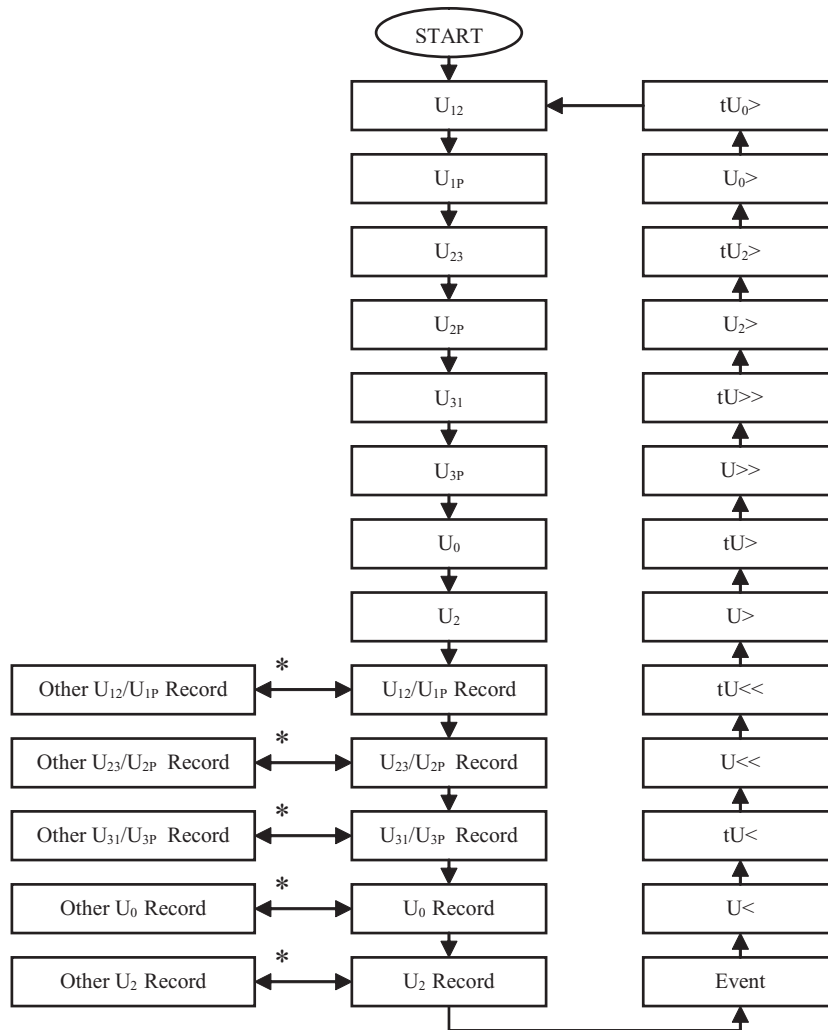 START
U₁₂
tU₀>
U₁P
U₀>
U₂₃
tU₂>
U₂P
U₂>
U₃₁
tU>>
U₃P
U>>
U₀
tU>
U₂
U>
*
Other U₁₂/U₁P Record
U₁₂/U₁P Record
tU<<
*
Other U₂₃/U₂P Record
U₂₃/U₂P Record
U<<
*
Other U₃₁/U₃P Record
U₃₁/U₃P Record
tU<
*
Other U₀ Record
U₀ Record
U<
*
Other U₂ Record
U₂ Record
Event